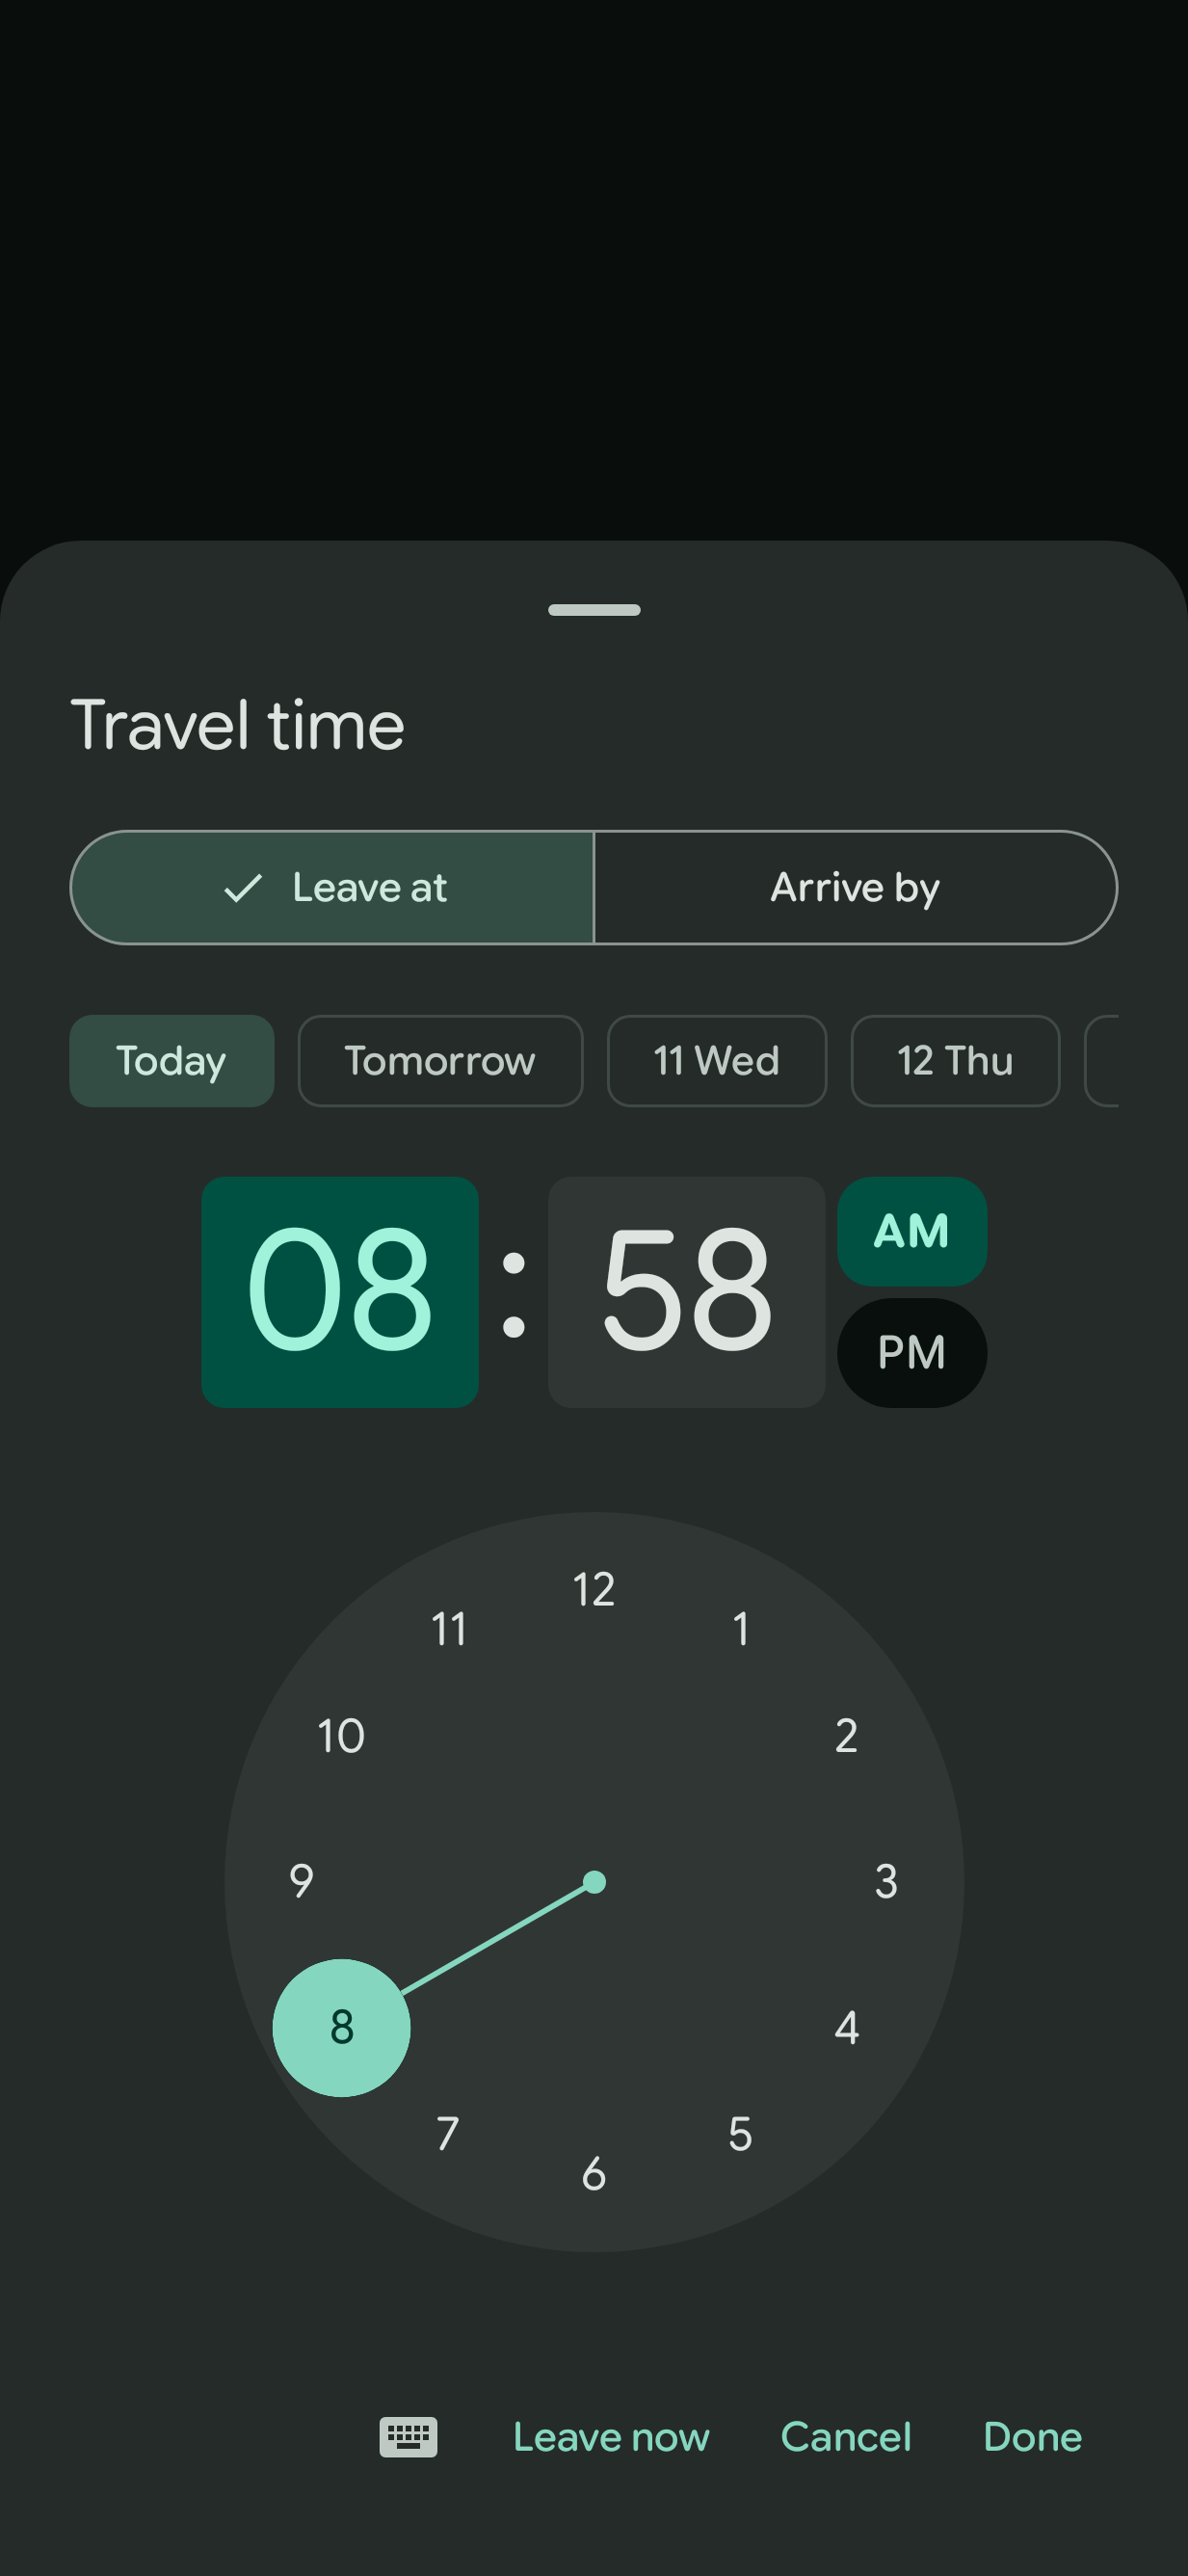 Travel time
Leave at Arrive by
Today Tomorrow 11 Wed 12 Thu
08 : 58 AM
PM
12
11 1
10 2
9 3
8 4
7 5
6
Leave now Cancel Done